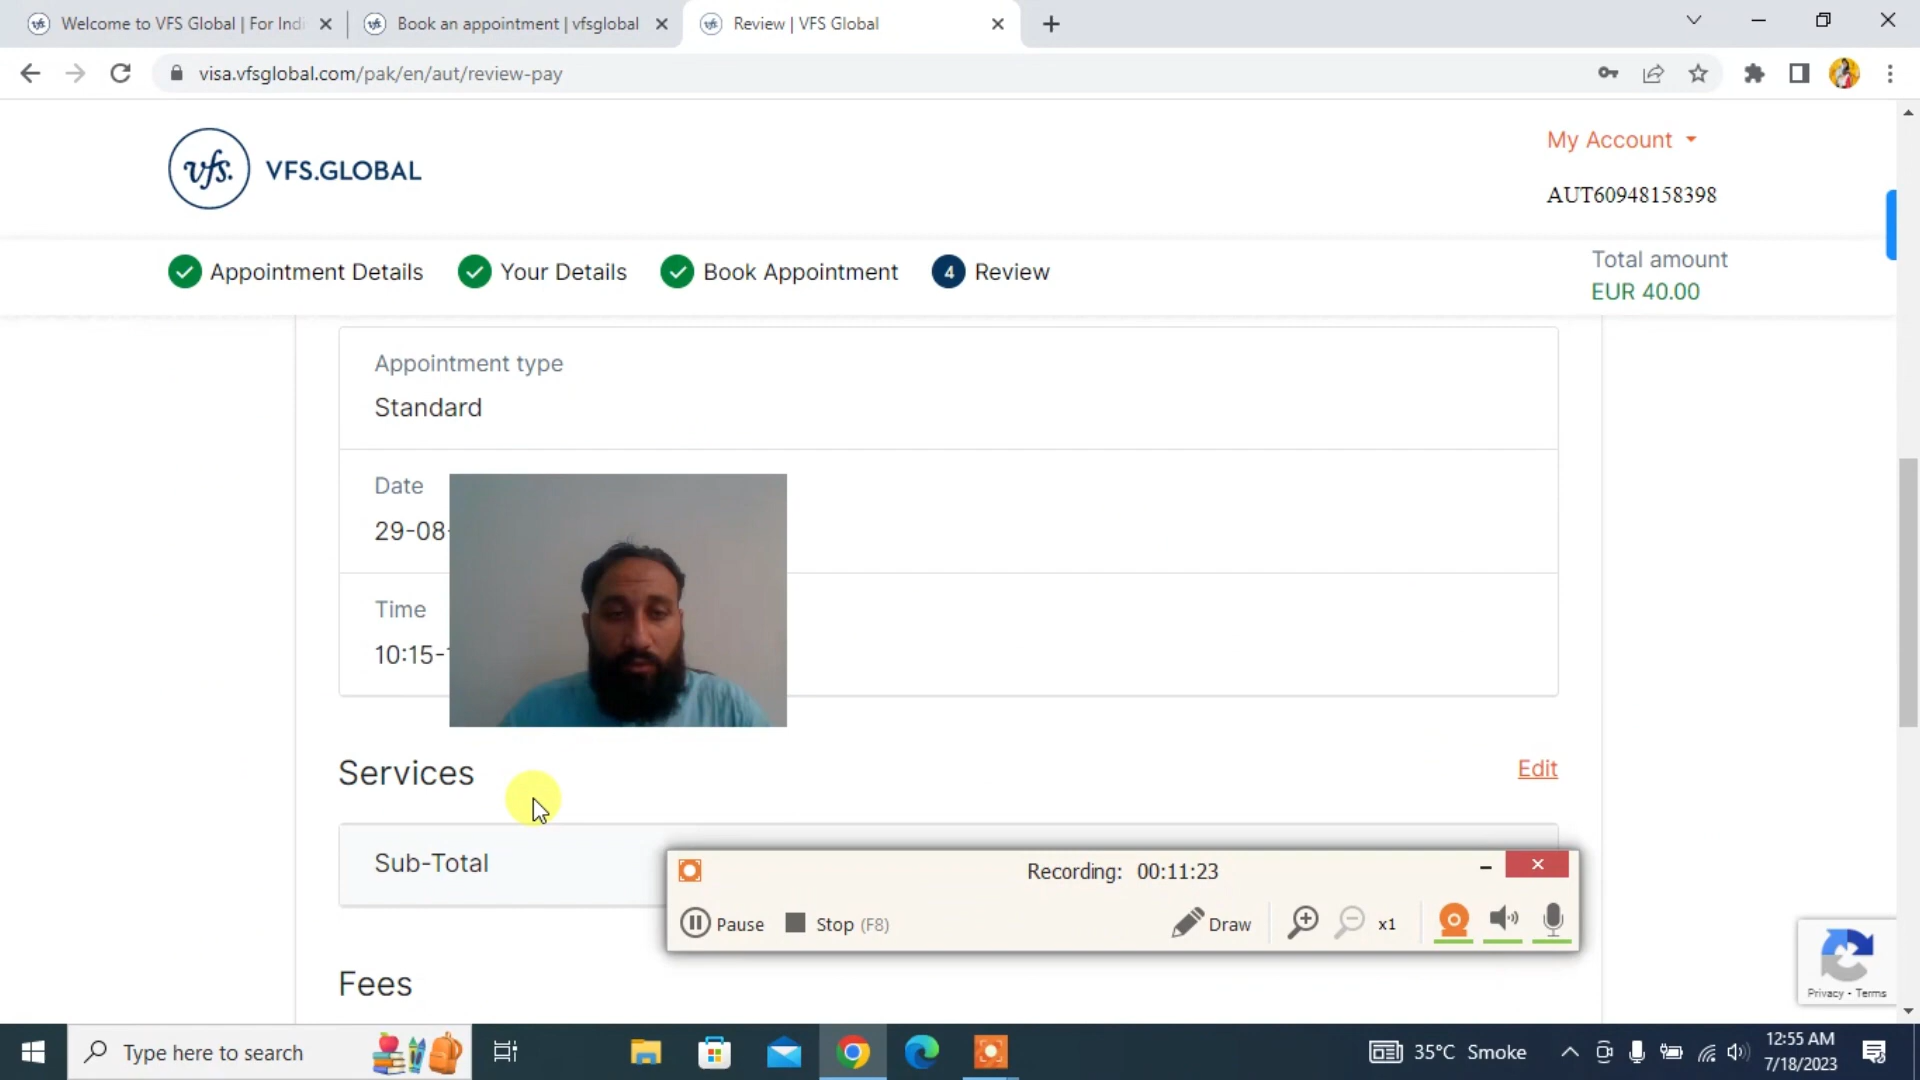 Welcome to VFS Global | For Indi
Book an appointment | vfsglobal
Review | VFS Global
visa.vfsglobal.com/pak/en/aut/review-pay
vfs.
VFS.GLOBAL
My Account
AUT60948158398
Appointment Details
Your Details
Book Appointment
4
Review
Total amount
EUR 40.00
Appointment type
Standard
Date
29-08-
Time
10:15-
Services
Edit
Sub-Total
Recording: 00:11:23
Pause
Stop (F8)
Draw
x1
Fees
Privacy - Terms
Type here to search
35°C Smoke
12:55 AM
7/18/2023